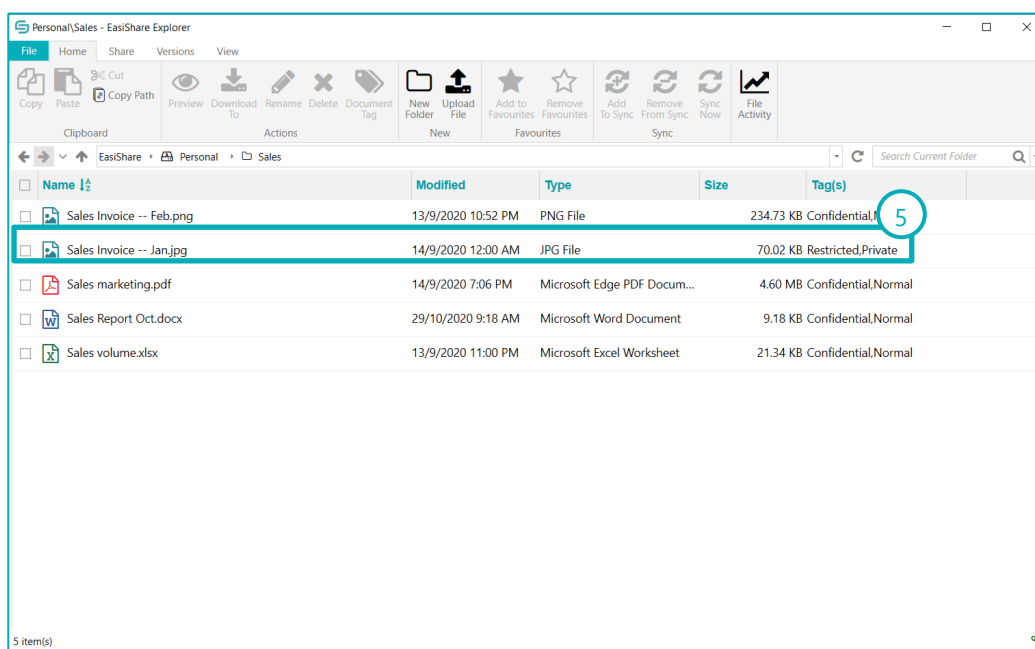 Personal\Sales - EasiShare Explorer
File Home Share Versions View
Copy Paste Cut Copy Path Preview Download To Rename Delete Document Tag New Folder Upload File Add to Favourites Remove Favourites Add To Sync Remove From Sync Sync Now File Activity
Clipboard Actions New Favourites Sync
EasiShare Personal Sales Search Current Folder
Name Modified Type Size Tag(s)
Sales Invoice -- Feb.png 13/9/2020 10:52 PM PNG File 234.73 KB Confidential, 5
Sales Invoice -- Jan.jpg 14/9/2020 12:00 AM JPG File 70.02 KB Restricted,Private
Sales marketing.pdf 14/9/2020 7:06 PM Microsoft Edge PDF Docum... 4.60 MB Confidential,Normal
Sales Report Oct.docx 29/10/2020 9:18 AM Microsoft Word Document 9.18 KB Confidential,Normal
Sales volume.xlsx 13/9/2020 11:00 PM Microsoft Excel Worksheet 21.34 KB Confidential,Normal
5 item(s)